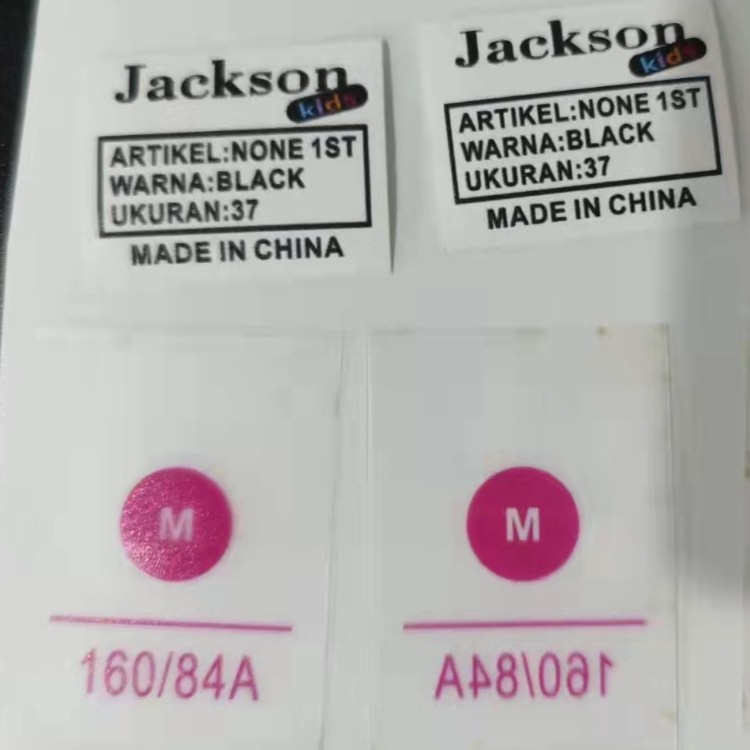 Jackson
kids
ARTIKEL:NONE 1ST
WARNA:BLACK
UKURAN:37
MADE IN CHINA
Jackson
kids
ARTIKEL:NONE 1ST
WARNA:BLACK
UKURAN:37
MADE IN CHINA
M
160/84A
M
160/84A